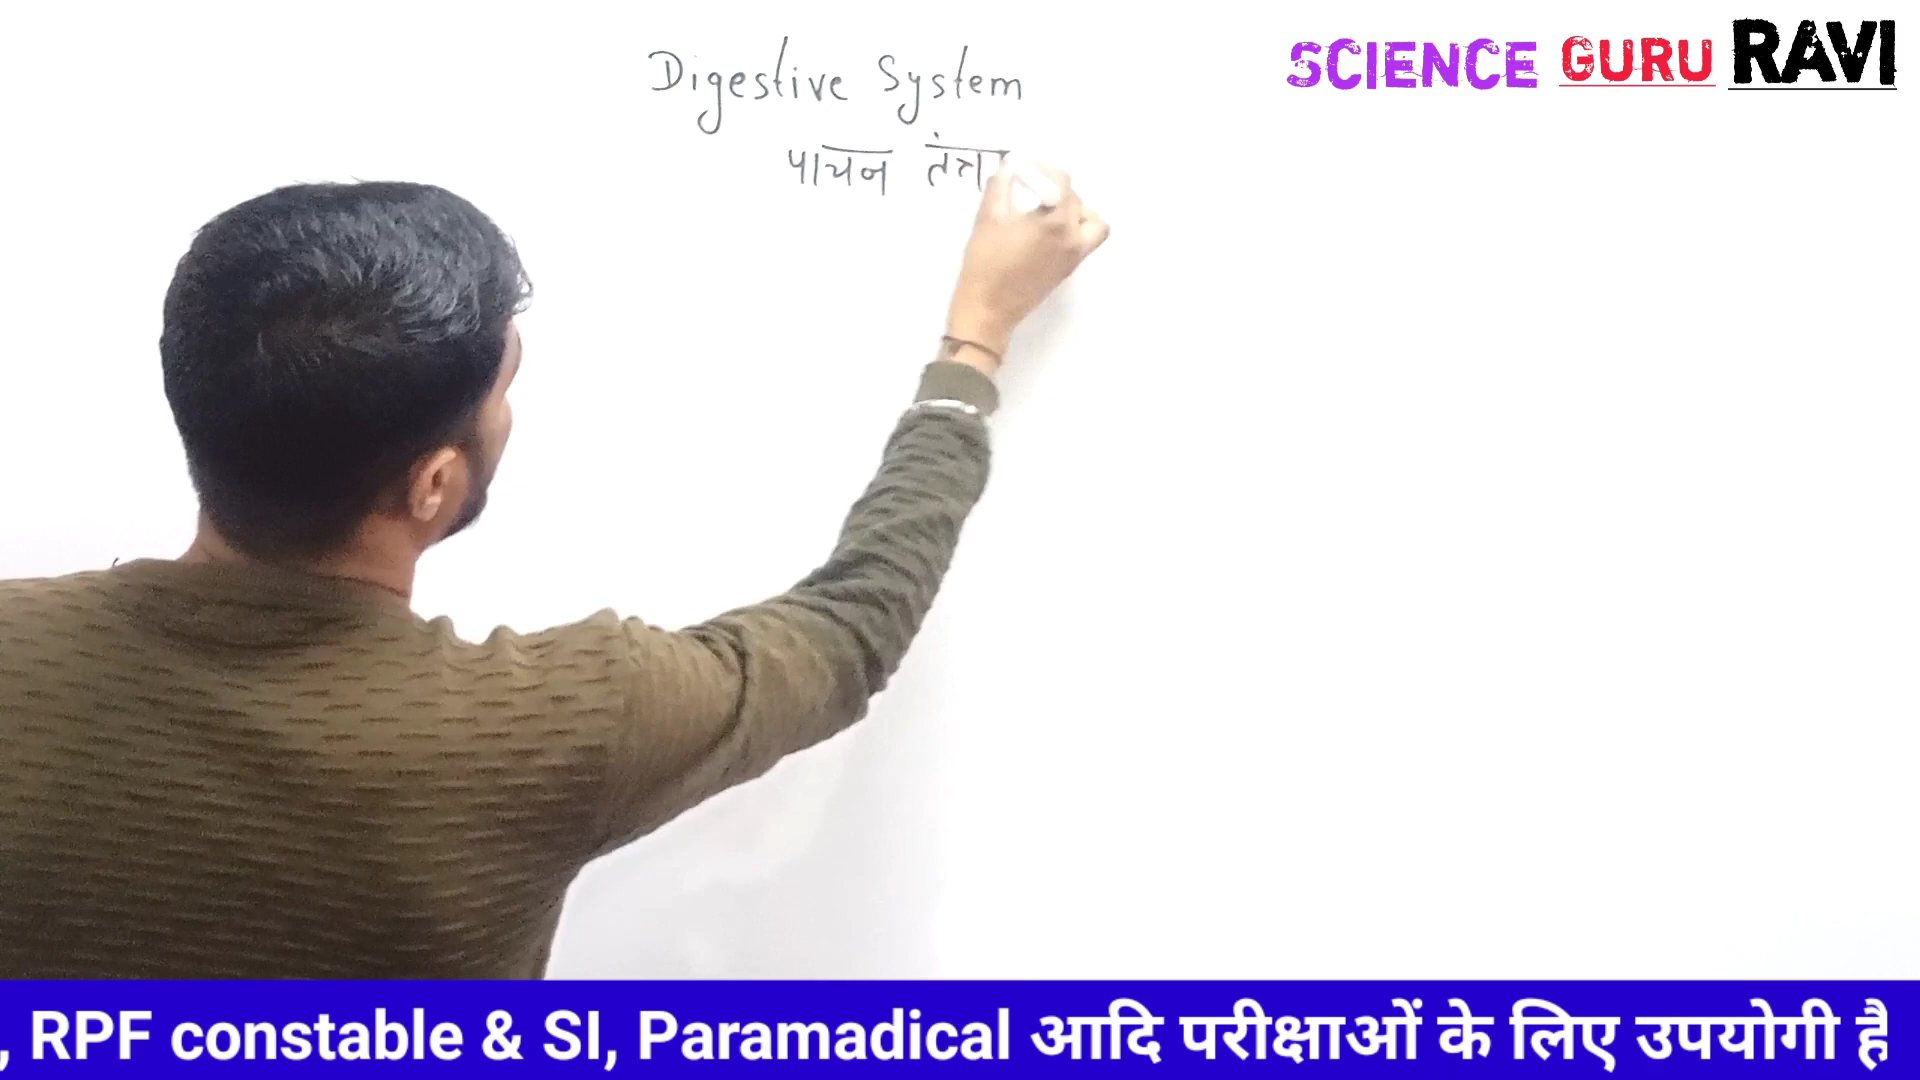 SCIENCE GURU RAVI
Digestive System
पाचन तंत्र
, RPF constable & SI, Paramadical आदि परीक्षाओं के लिए उपयोगी है